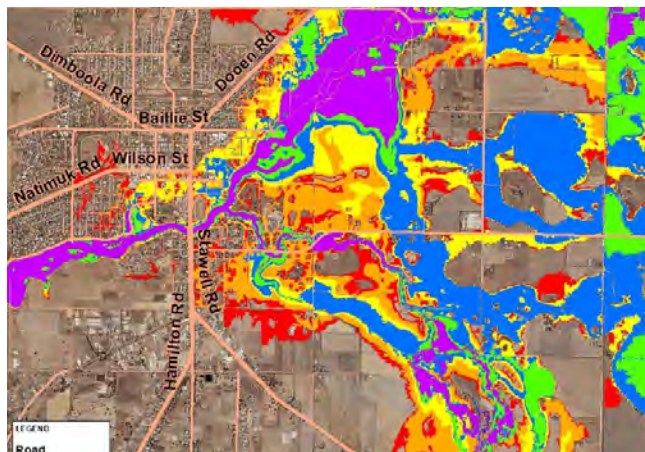 Dimboola Rd
Dooen Rd
Baillie St
Natimuk Rd
Wilson St
Stawell Rd
Hamilton Rd
LEGEND
Road